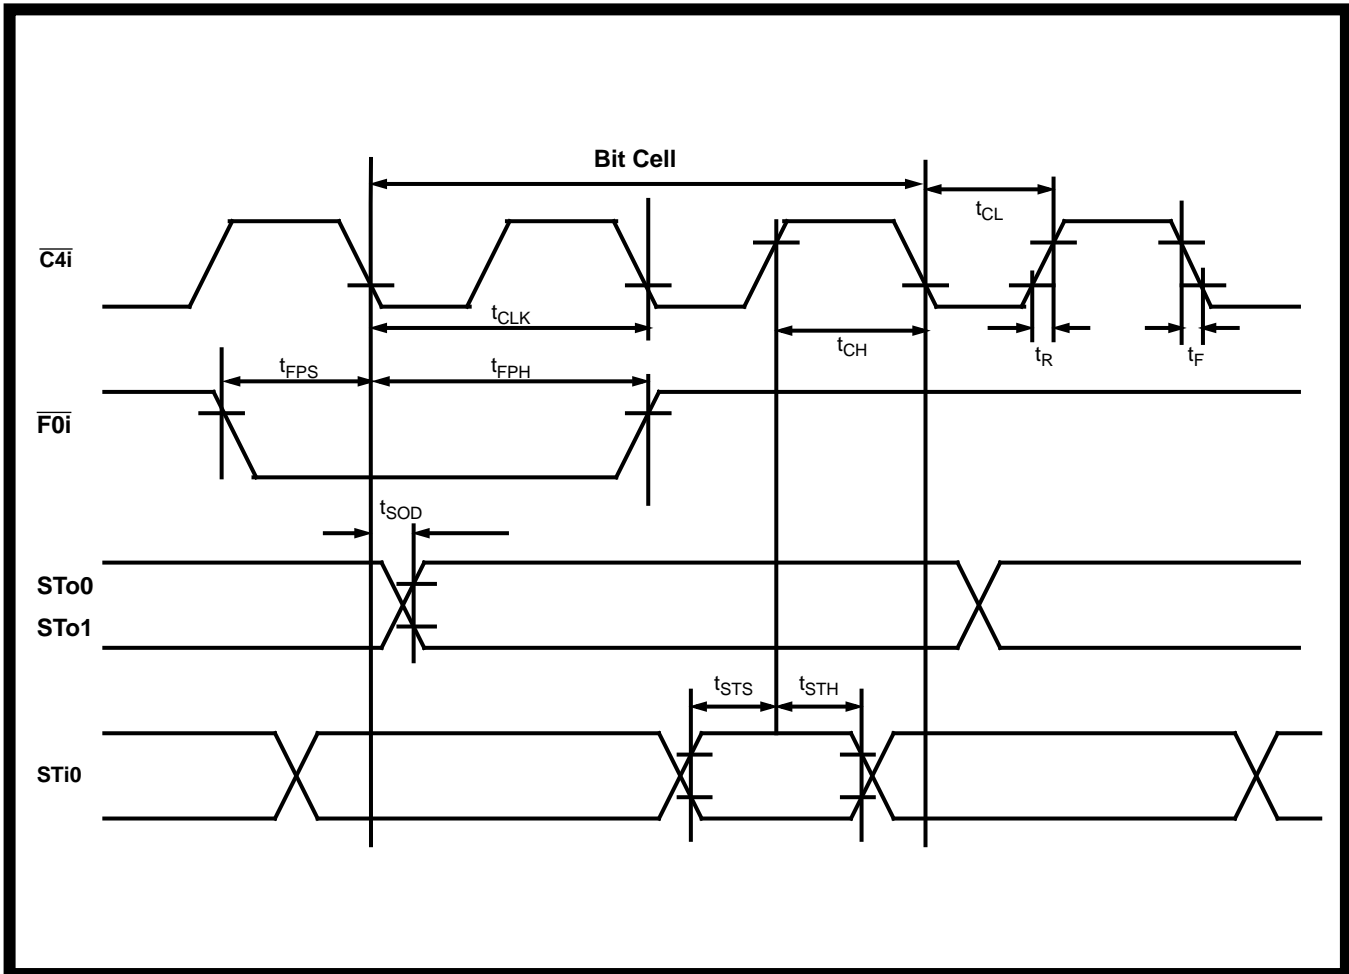 Bit Cell
tCL
C4i
tCLK
tCH
tR
tF
tFPS
tFPH
F0i
tSOD
STo0
STo1
tSTS
tSTH
STi0